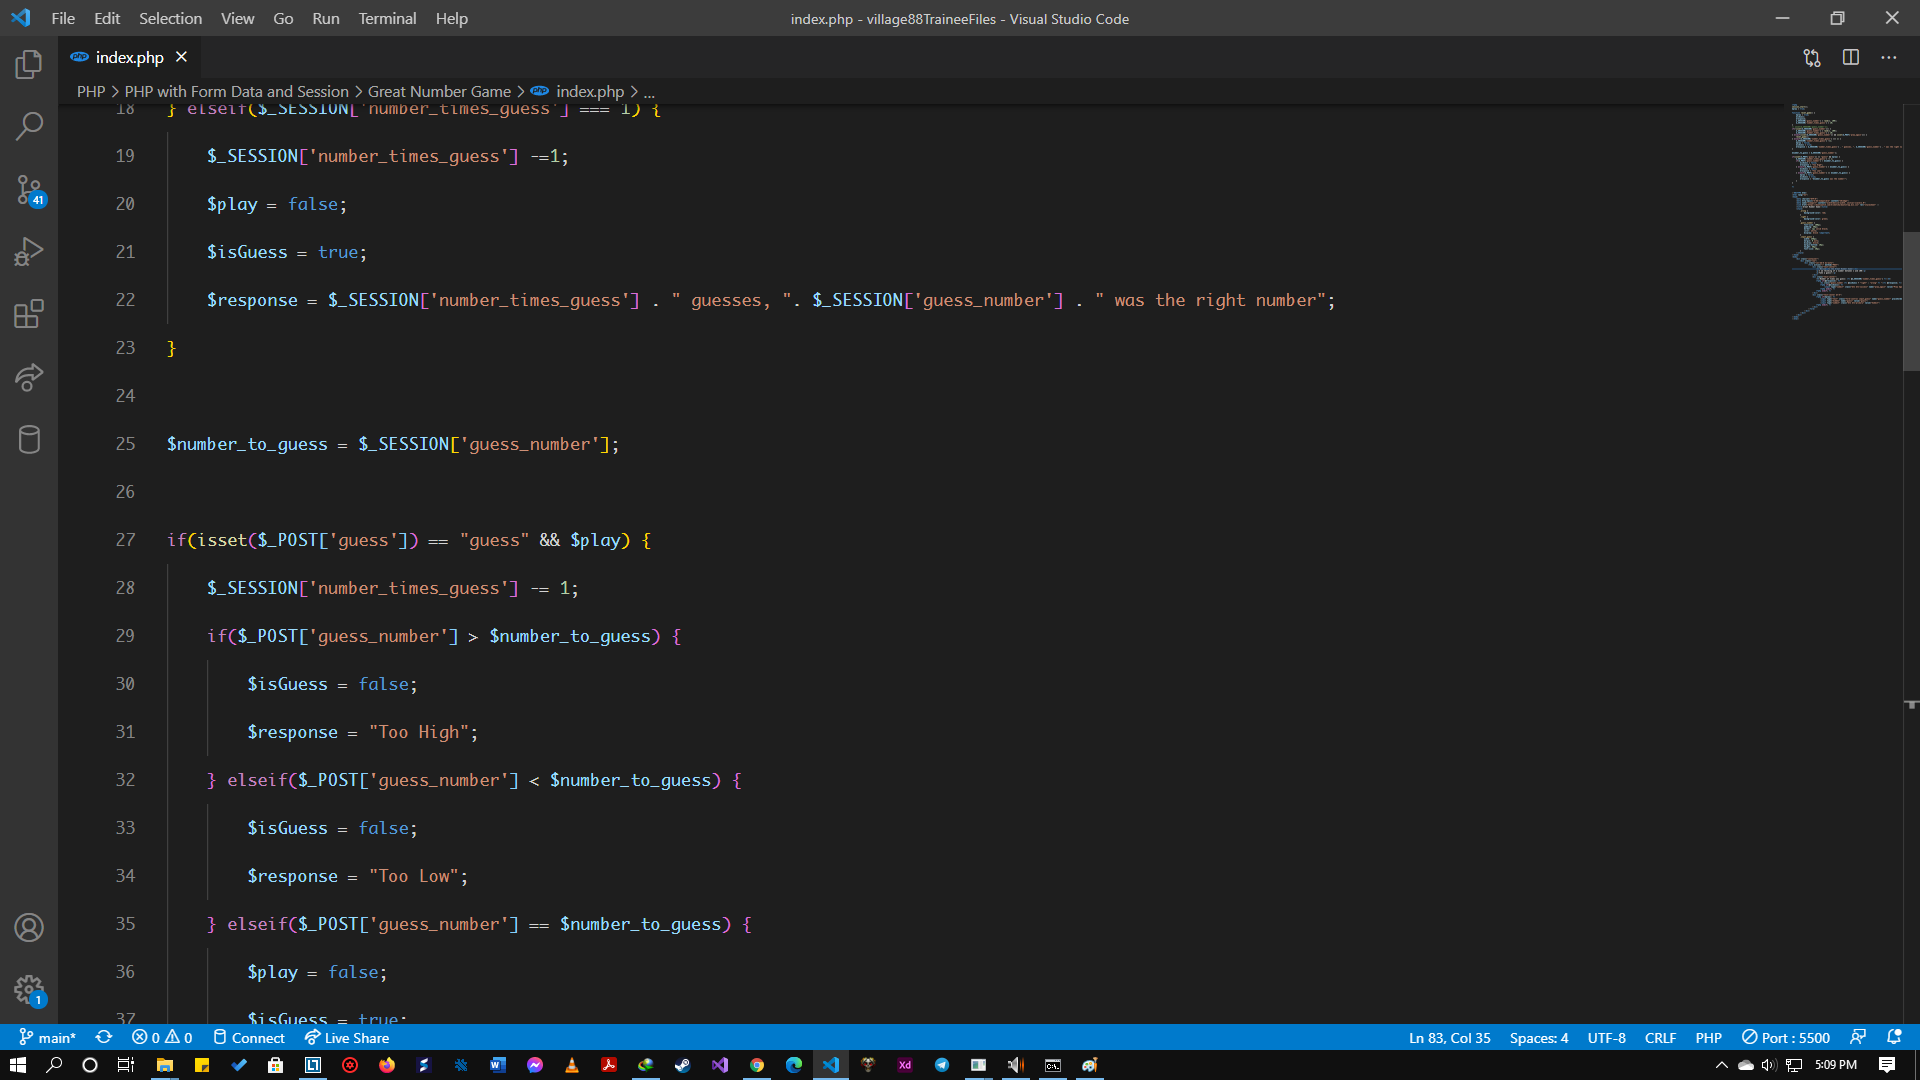 File Edit Selection View Go Run Terminal Help index.php - village88TraineeFiles - Visual Studio Code
php index.php
PHP > PHP with Form Data and Session > Great Number Game > php index.php > ...
18 } elseif($_SESSION['number_times_guess'] === 1) {
19 $_SESSION['number_times_guess'] -=1;
20 $play = false;
21 $isGuess = true;
22 $response = $_SESSION['number_times_guess'] . " guesses, ". $_SESSION['guess_number'] . " was the right number";
23 }
24
25 $number_to_guess = $_SESSION['guess_number'];
26
27 if(isset($_POST['guess']) == "guess" && $play) {
28 $_SESSION['number_times_guess'] -= 1;
29 if($_POST['guess_number'] > $number_to_guess) {
30 $isGuess = false;
31 $response = "Too High";
32 } elseif($_POST['guess_number'] < $number_to_guess) {
33 $isGuess = false;
34 $response = "Too Low";
35 } elseif($_POST['guess_number'] == $number_to_guess) {
36 $play = false;
37 $isGuess = true;
41
1
main* 0 0 Connect Live Share Ln 83, Col 35 Spaces: 4 UTF-8 CRLF PHP Port : 5500
5:09 PM